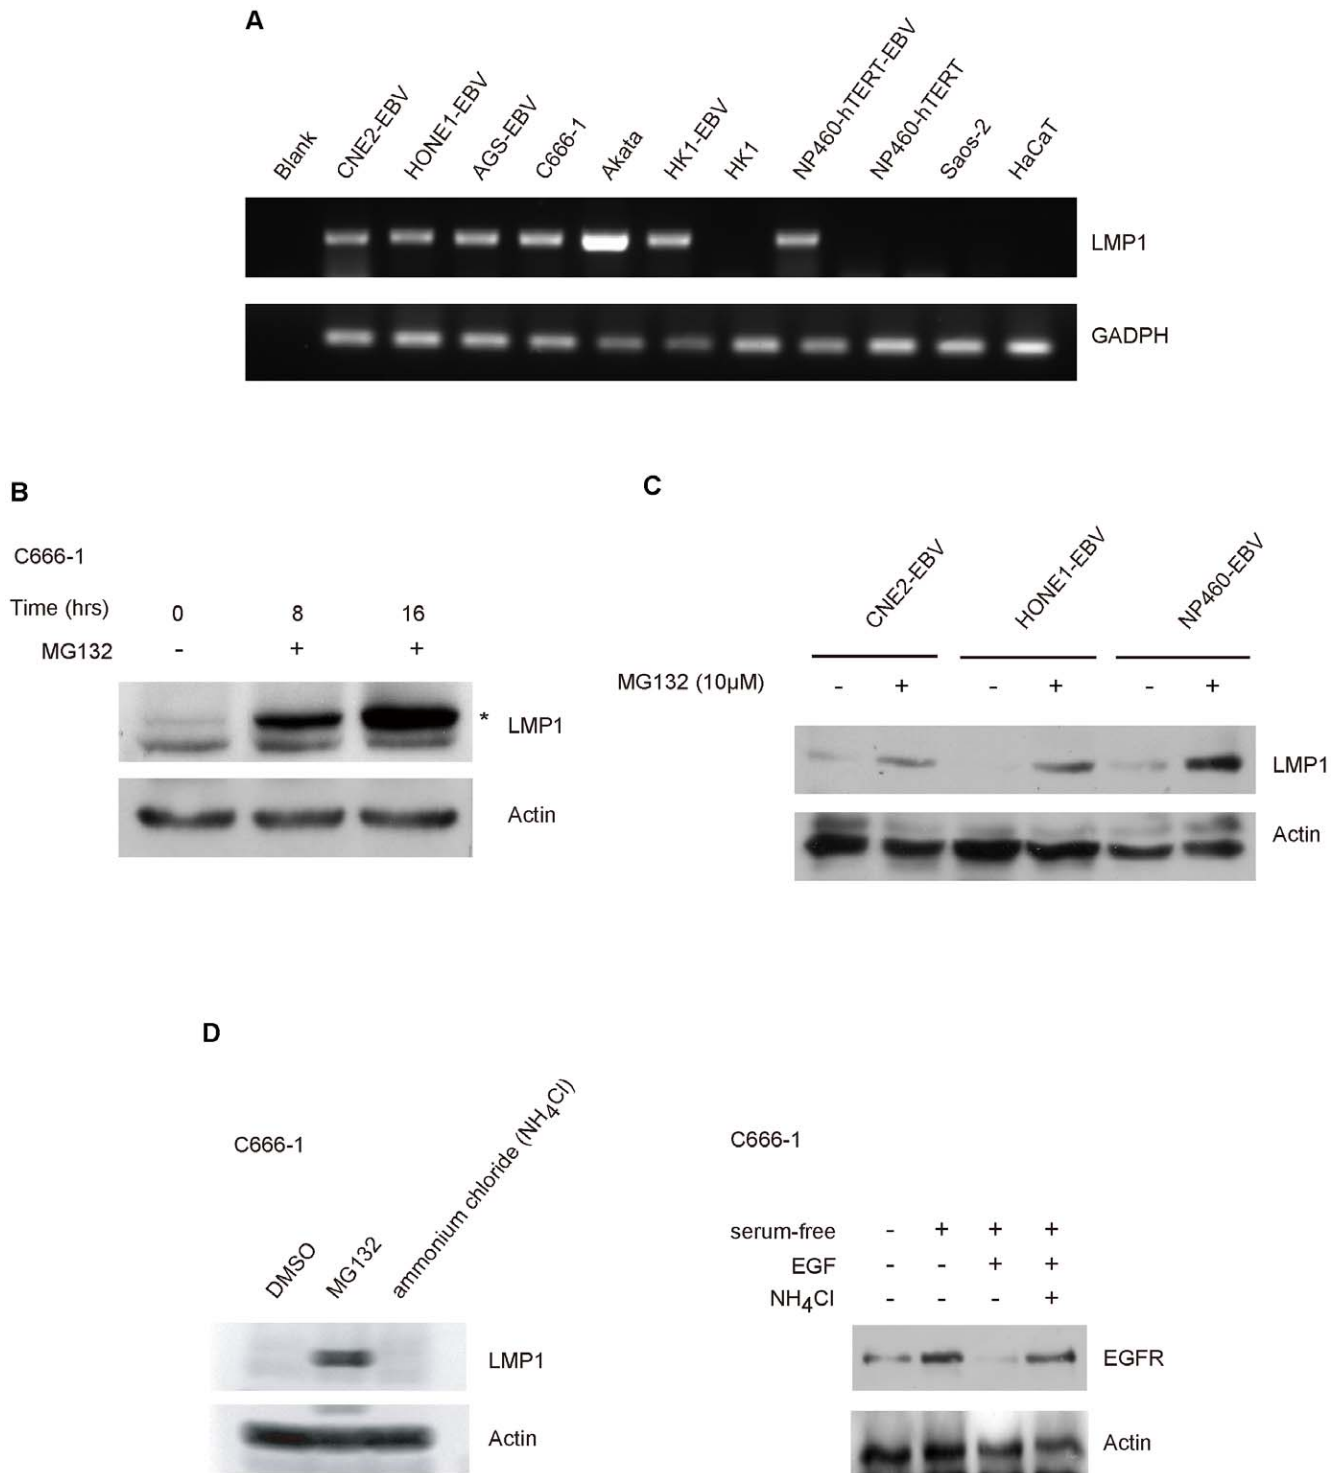 A
Blank CNE2-EBV HONE1-EBV AGS-EBV C666-1 Akata HK1-EBV HK1 NP460-hTERT-EBV NP460-hTERT Saos-2 HaCaT
LMP1
GADPH
B
C666-1
Time (hrs) 0 8 16
MG132 - + +
* LMP1
Actin
C
CNE2-EBV HONE1-EBV NP460-EBV
MG132 (10μM) - + - + - +
LMP1
Actin
D
C666-1
DMSO MG132 ammonium chloride (NH4Cl)
LMP1
Actin
C666-1
serum-free - + + +
EGF - - + +
NH4Cl - - - +
EGFR
Actin